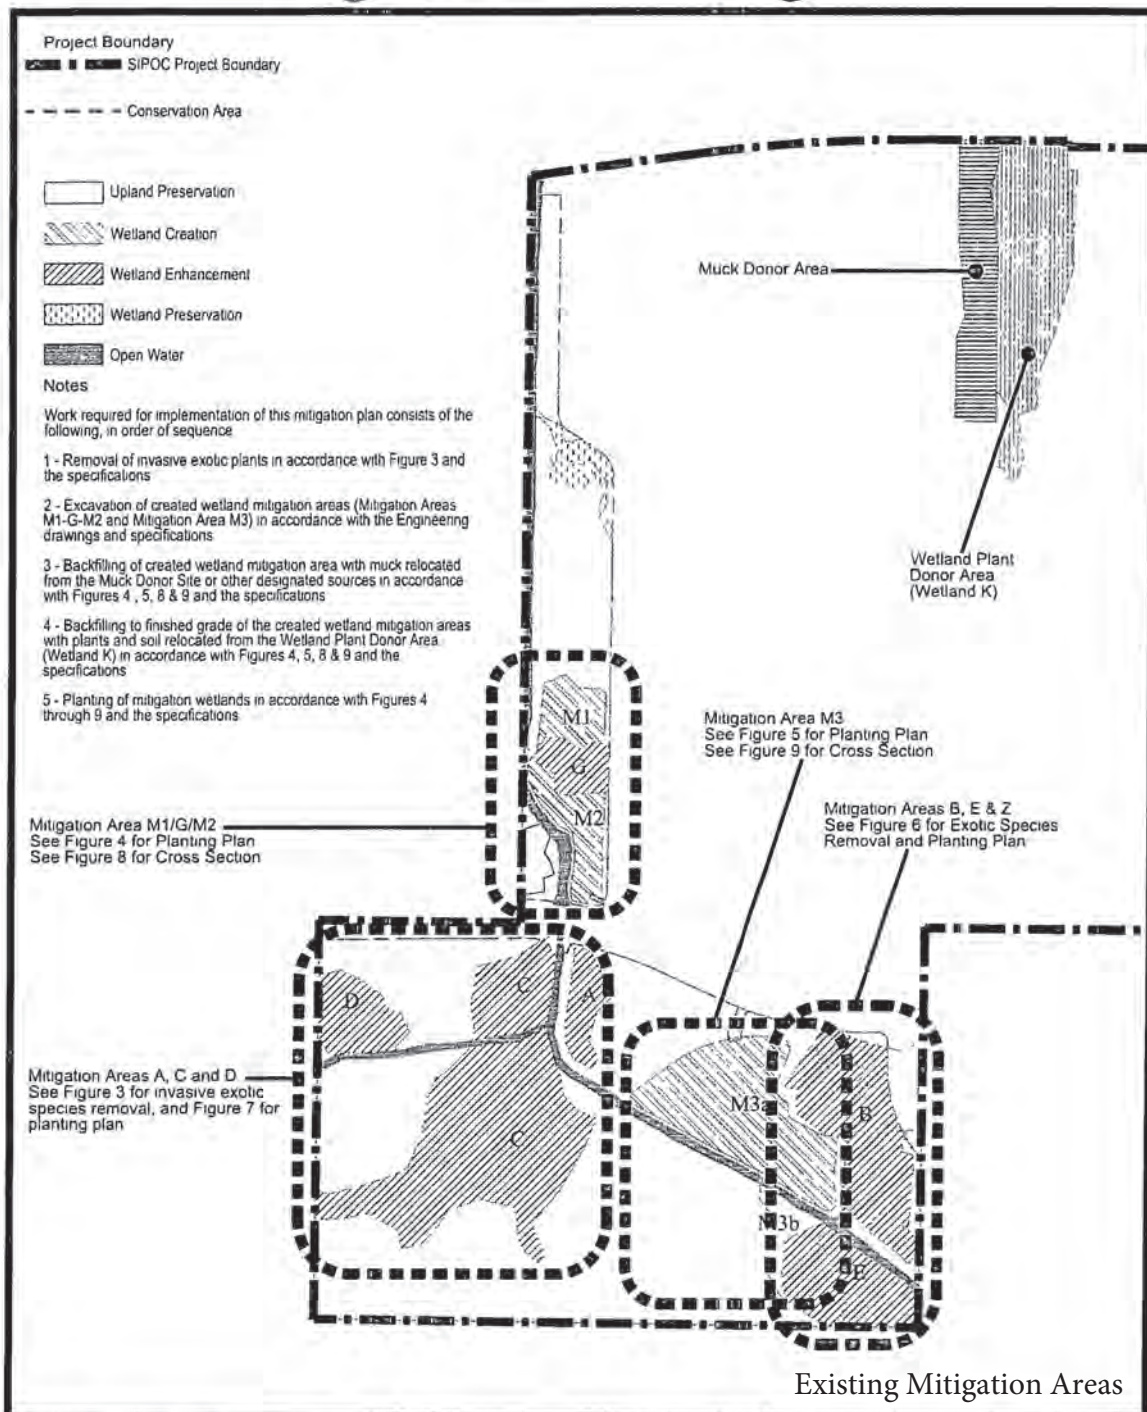 Project Boundary
SIPOC Project Boundary
Conservation Area
Upland Preservation
Wetland Creation
Wetland Enhancement
Wetland Preservation
Open Water
Notes
Work required for implementation of this mitigation plan consists of the
following, in order of sequence
1 - Removal of invasive exotic plants in accordance with Figure 3 and
the specifications
2 - Excavation of created wetland mitigation areas (Mitigation Areas
M1-G-M2 and Mitigation Area M3) in accordance with the Engineering
drawings and specifications
3 - Backfilling of created wetland mitigation area with muck relocated
from the Muck Donor Site or other designated sources in accordance
with Figures 4 , 5, 8 & 9 and the specifications
4 - Backfilling to finished grade of the created wetland mitigation areas
with plants and soil relocated from the Wetland Plant Donor Area
(Wetland K) in accordance with Figures 4, 5, 8 & 9 and the
specifications
5 - Planting of mitigation wetlands in accordance with Figures 4
through 9 and the specifications
Muck Donor Area
Wetland Plant
Donor Area
(Wetland K)
M1
G
M2
Mitigation Area M3
See Figure 5 for Planting Plan
See Figure 9 for Cross Section
Mitigation Areas B, E & Z
See Figure 6 for Exotic Species
Removal and Planting Plan
Mitigation Area M1/G/M2
See Figure 4 for Planting Plan
See Figure 8 for Cross Section
D
C
A
Mitigation Areas A, C and D
See Figure 3 for invasive exotic
species removal, and Figure 7 for
planting plan
C
M3a
B
M3b
E
Existing Mitigation Areas